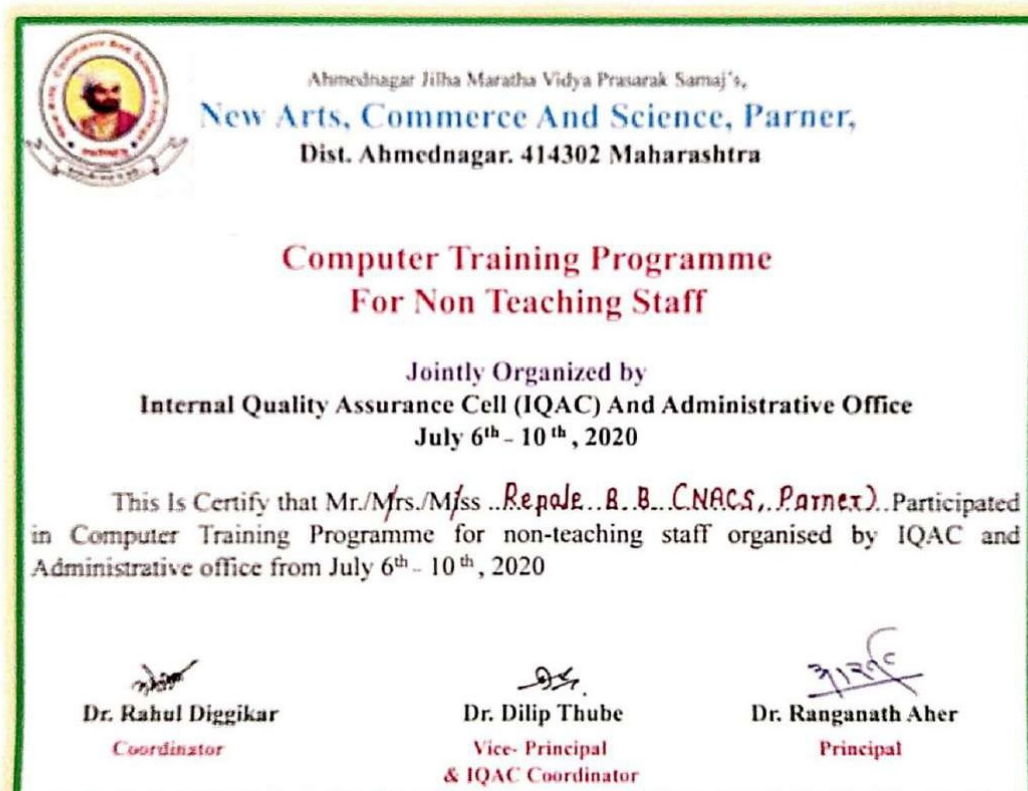 Ahmednagar Jilha Maratha Vidya Prasarak Samaj's,
New Arts, Commerce And Science, Parner,
Dist. Ahmednagar. 414302 Maharashtra
Computer Training Programme
For Non Teaching Staff
Jointly Organized by
Internal Quality Assurance Cell (IQAC) And Administrative Office
July 6th - 10th, 2020
This Is Certify that Mr./Mrs./Miss ..Repale..B..B...(NACS,..Parner)..Participated
in Computer Training Programme for non-teaching staff organised by IQAC and
Administrative office from July 6th - 10th, 2020
Dr. Rahul Diggikar Dr. Dilip Thube Dr. Ranganath Aher
Coordinator Vice- Principal Principal
& IQAC Coordinator